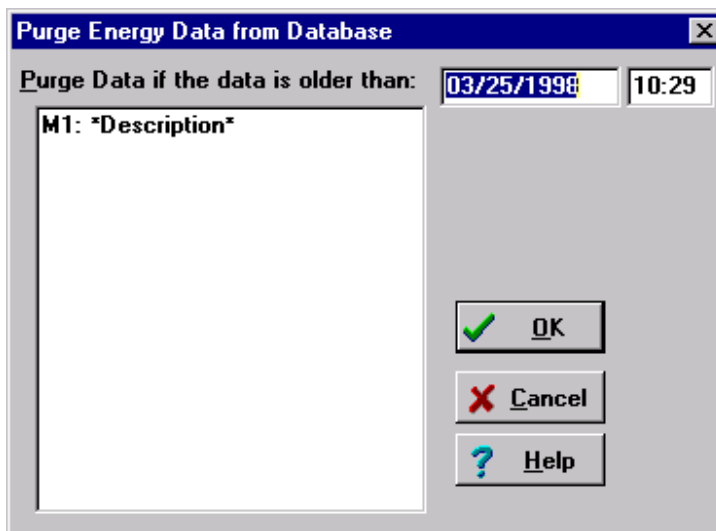 Purge Energy Data from Database
Purge Data if the data is older than: 03/25/1998 10:29
M1: *Description*
OK
Cancel
? Help